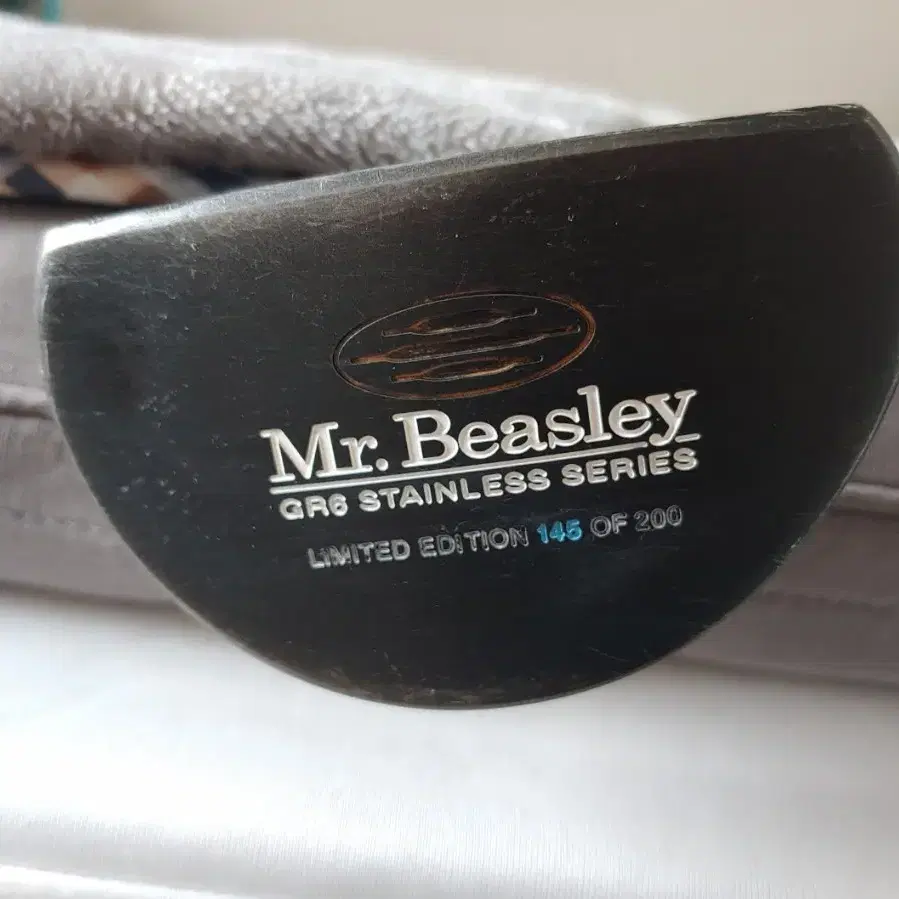 Mr. Beasley
GR6 STAINLESS SERIES
LIMITED EDITION 145 OF 200